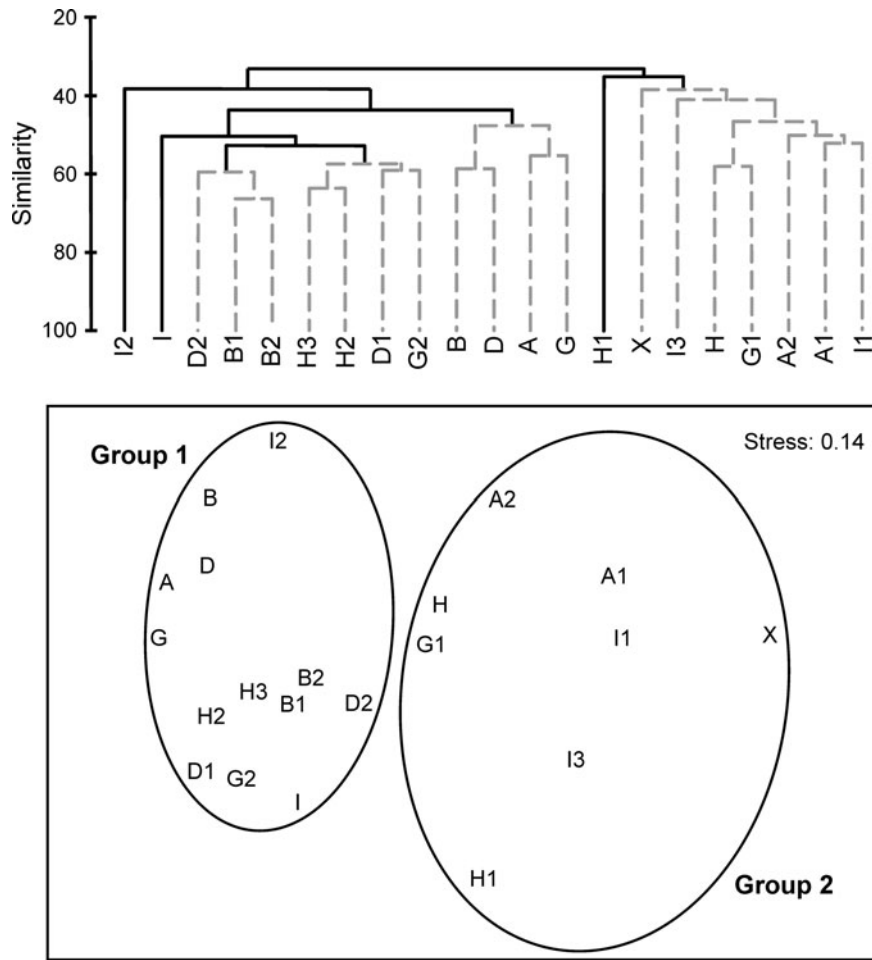 20
40
60
80
100
Similarity
I2 I D2 B1 B2 H3 H2 D1 G2 B D A G H1 X I3 H G1 A2 A1 I1
Group 1
I2
Stress: 0.14
B
A2
D
A
A1
H
G
G1
I1
X
H3
B2
B1
D2
H2
I3
D1
G2
I
H1
Group 2